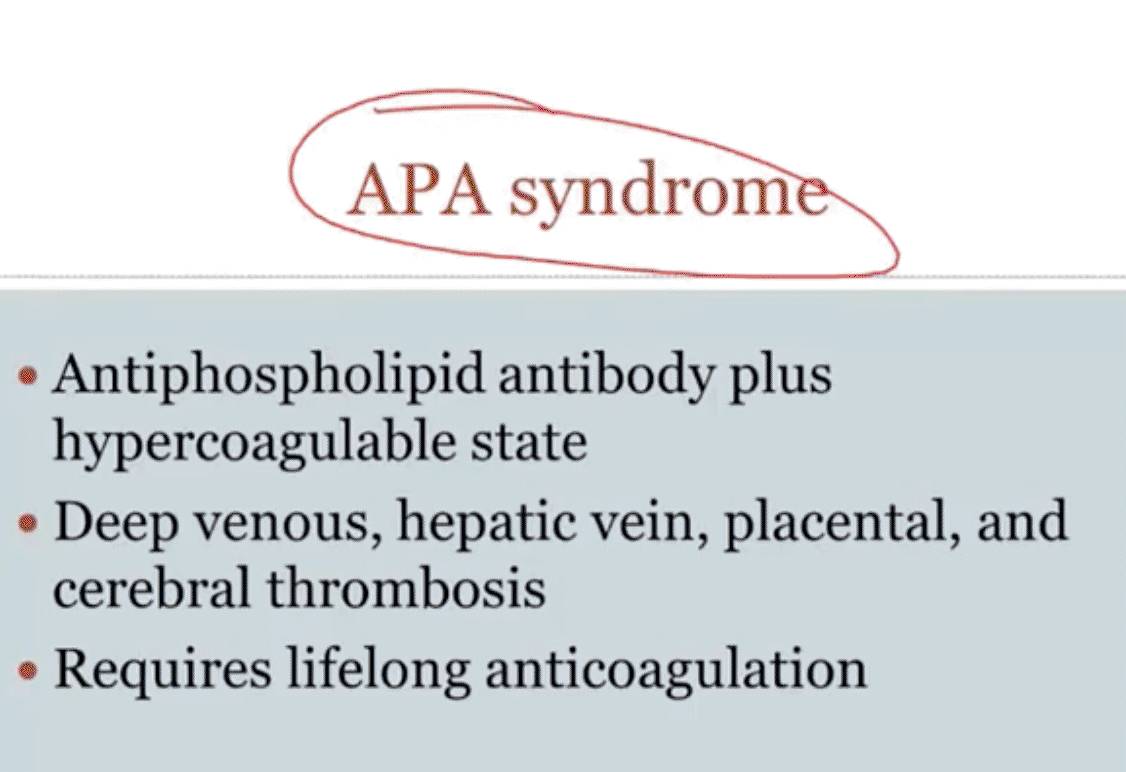 APA syndrome
• Antiphospholipid antibody plus
hypercoagulable state
• Deep venous, hepatic vein, placental, and
cerebral thrombosis
• Requires lifelong anticoagulation